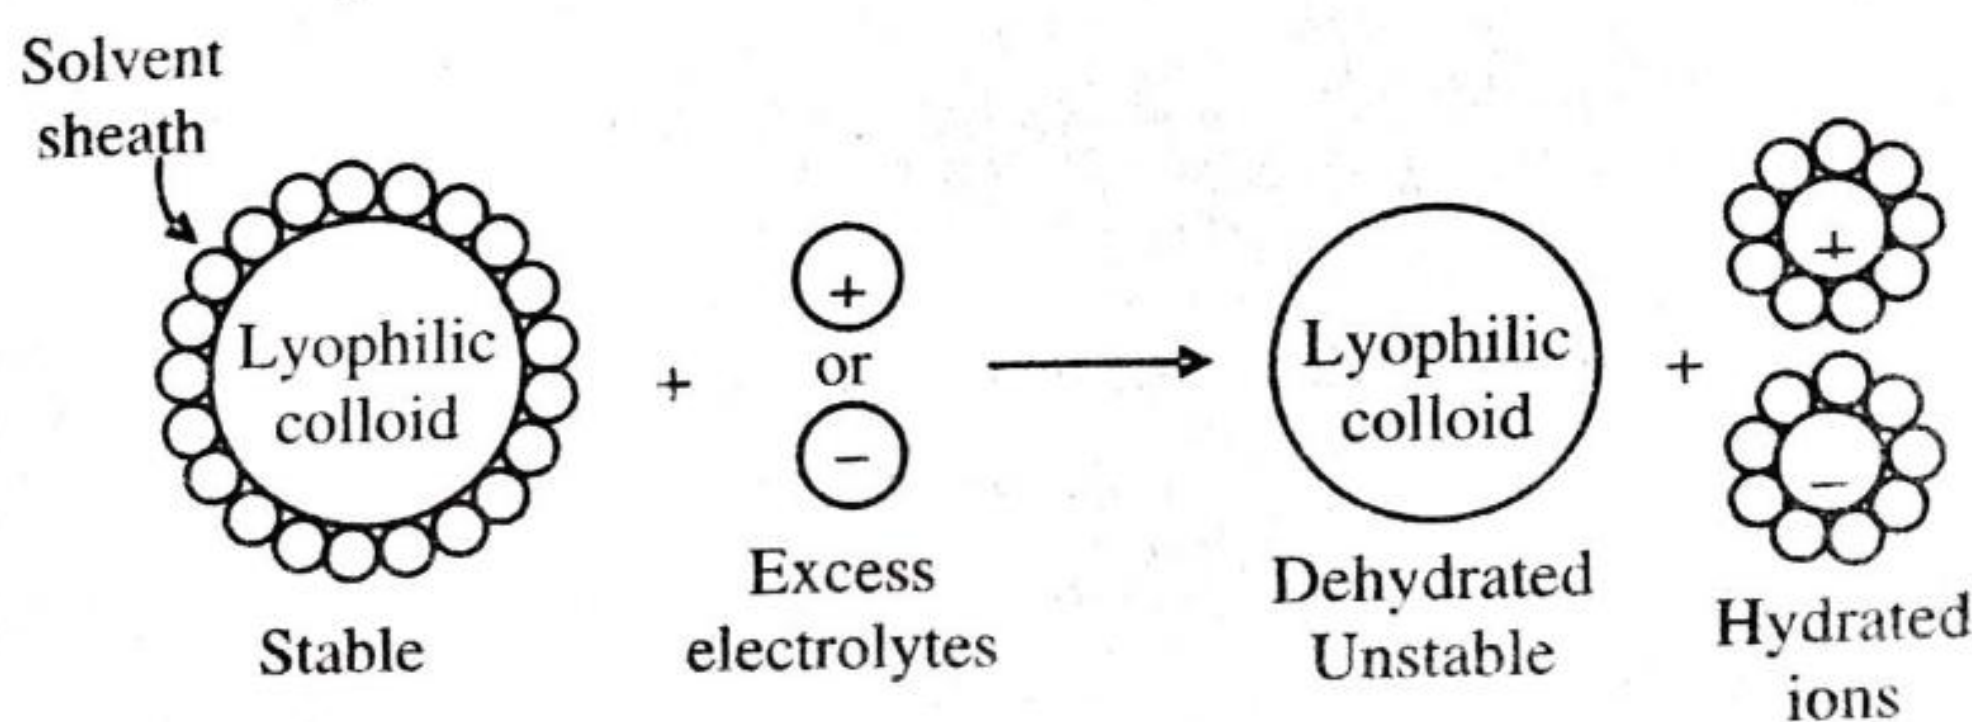 Solvent
sheath
Lyophilic
colloid
Stable
+
+
or
−
Excess
electrolytes
Lyophilic
colloid
Dehydrated
Unstable
+
+
−
Hydrated
ions